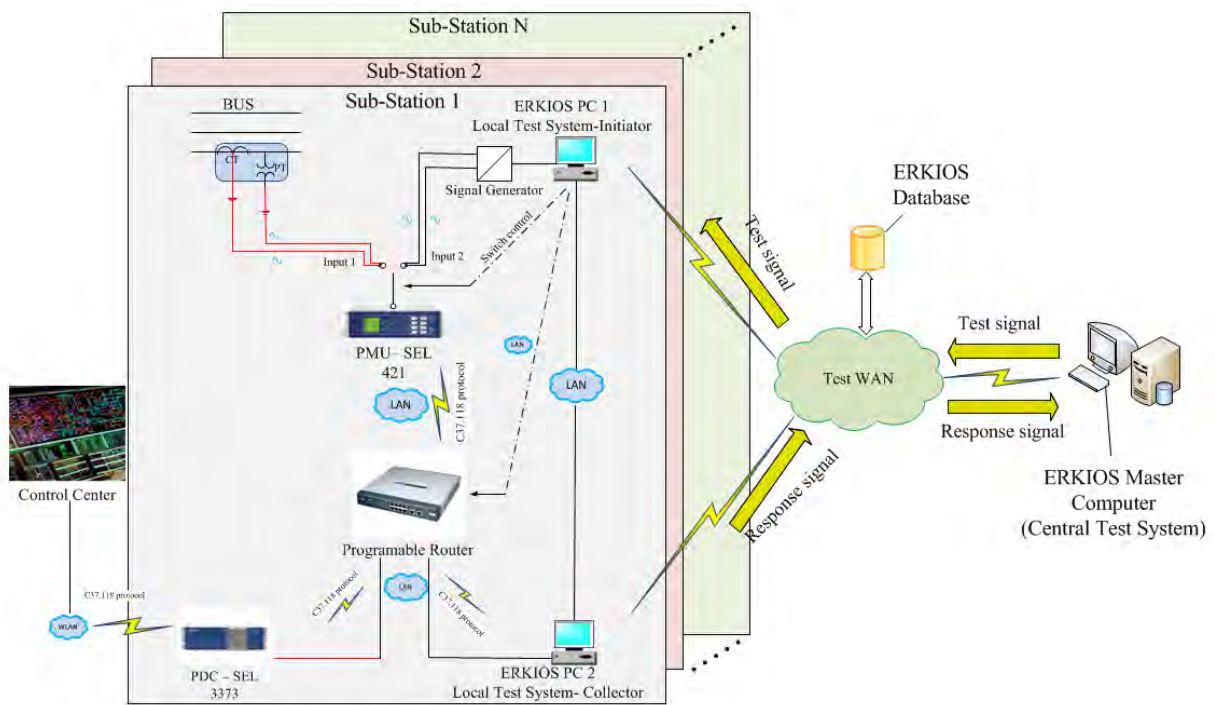 Sub-Station N
Sub-Station 2
Sub-Station 1
BUS
CT
PT
ERKIOS PC 1
Local Test System-Initiator
Signal Generator
Input 1
Input 2
Switch control
PMU– SEL
421
LAN
C37.118 protocol
LAN
LAN
Programable Router
LAN
C37.118 protocol
C37.118 protocol
Control Center
C37.118 protocol
WLAN
PDC – SEL
3373
ERKIOS PC 2
Local Test System- Collector
Test signal
Response signal
ERKIOS
Database
Test WAN
Test signal
Response signal
ERKIOS Master
Computer
(Central Test System)